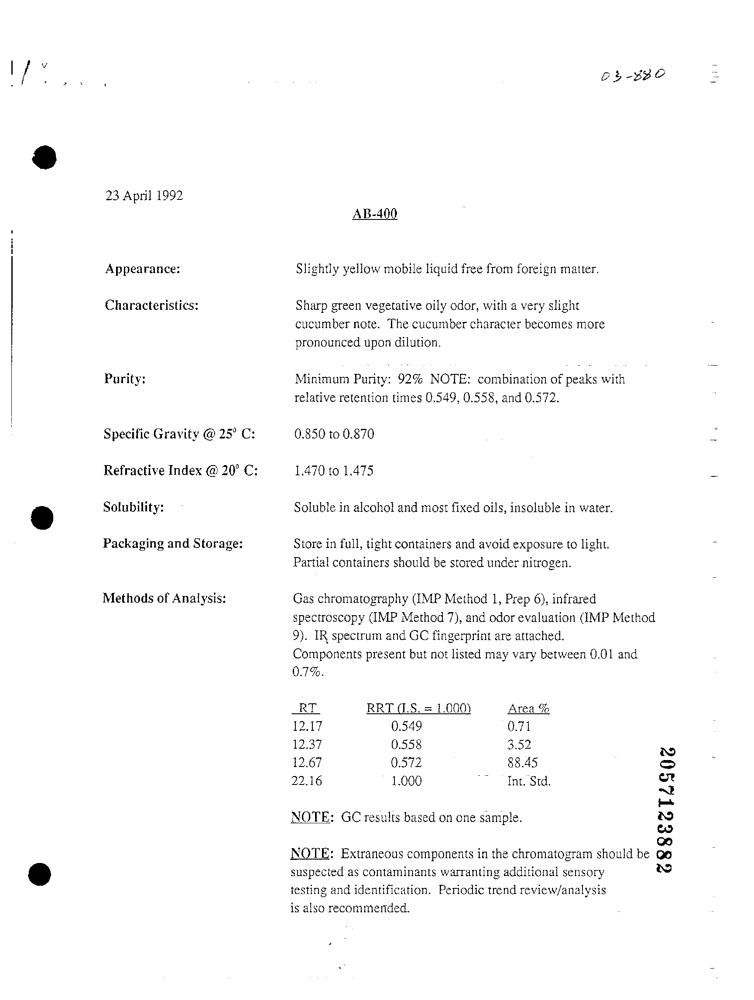 03-880
23 April 1992
AB-400
Appearance: Slightly yellow mobile liquid free from foreign matter.
Characteristics: Sharp green vegetative oily odor, with a very slight
cucumber note. The cucumber character becomes more
pronounced upon dilution.
Purity: Minimum Purity: 92% NOTE: combination of peaks with
relative retention times 0.549, 0.558, and 0.572.
Specific Gravity @ 25° C: 0.850 to 0.870
Refractive Index @ 20° C: 1.470 to 1.475
Solubility: Soluble in alcohol and most fixed oils, insoluble in water.
Packaging and Storage: Store in full, tight containers and avoid exposure to light.
Partial containers should be stored under nitrogen.
Methods of Analysis: Gas chromatography (IMP Method 1, Prep 6), infrared
spectroscopy (IMP Method 7), and odor evaluation (IMP Method
9). IR spectrum and GC fingerprint are attached.
Components present but not listed may vary between 0.01 and
0.7%.
RT RRT (I.S. = 1.000) Area %
12.17 0.549 0.71
12.37 0.558 3.52
12.67 0.572 88.45
22.16 1.000 Int. Std.
NOTE: GC results based on one sample.
NOTE: Extraneous components in the chromatogram should be
suspected as contaminants warranting additional sensory
testing and identification. Periodic trend review/analysis
is also recommended.
2057123882